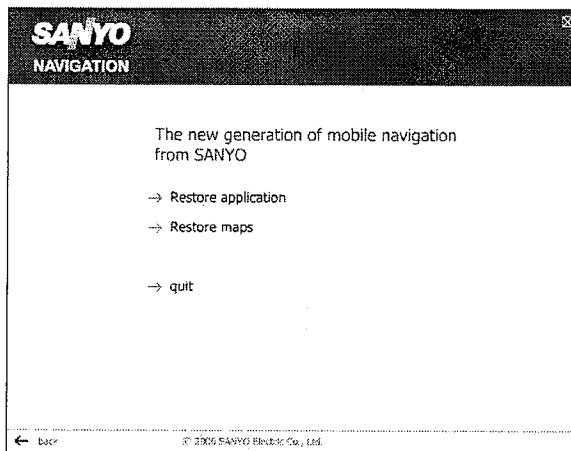 SANYO
NAVIGATION
The new generation of mobile navigation
from SANYO
→ Restore application
→ Restore maps
→ quit
← back
© 2006 SANYO Electric Co., Ltd.